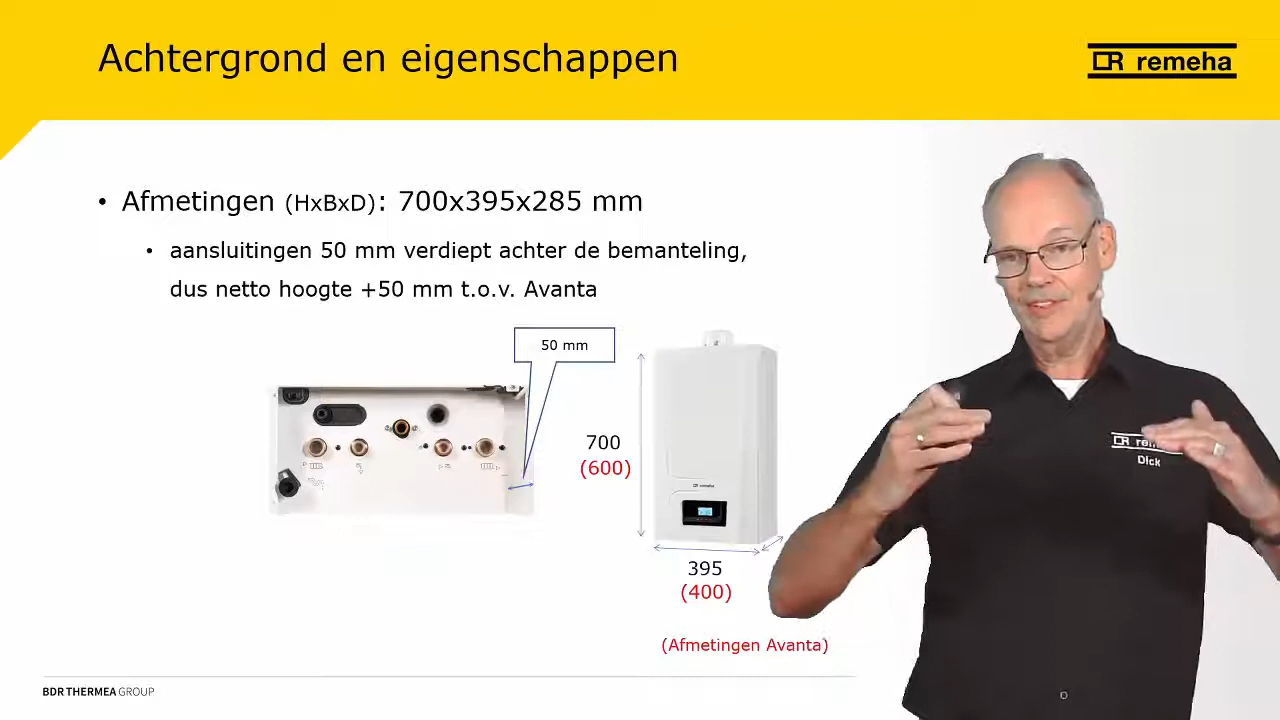 Achtergrond en eigenschappen
remeha
• Afmetingen (HxBxD): 700x395x285 mm
• aansluitingen 50 mm verdiept achter de bemanteling,
dus netto hoogte +50 mm t.o.v. Avanta
50 mm
700
(600)
remeha
395
(400)
(Afmetingen Avanta)
Dick
BDR THERMEA GROUP